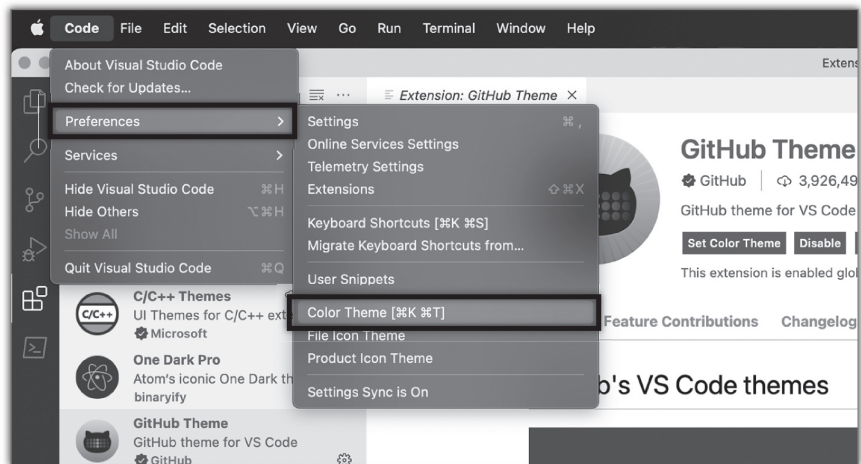 Code File Edit Selection View Go Run Terminal Window Help
About Visual Studio Code
Check for Updates...
Preferences >
Services >
Hide Visual Studio Code ⌘H
Hide Others ⌥⌘H
Show All
Quit Visual Studio Code ⌘Q
Extension: GitHub Theme
Settings ⌘,
Online Services Settings
Telemetry Settings
Extensions ⇧⌘X
Keyboard Shortcuts [⌘K ⌘S]
Migrate Keyboard Shortcuts from...
User Snippets
Color Theme [⌘K ⌘T]
File Icon Theme
Product Icon Theme
Settings Sync is On
Extens
GitHub Theme
GitHub 3,926,49
GitHub theme for VS Code
Set Color Theme Disable
This extension is enabled glo
Feature Contributions Changelog
b's VS Code themes
C/C++ Themes
C/C++
UI Themes for C/C++ ext
Microsoft
One Dark Pro
Atom's iconic One Dark th
binaryify
GitHub Theme
GitHub theme for VS Code
GitHub